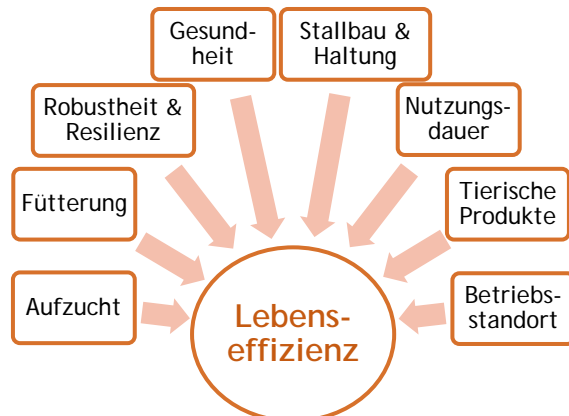 Gesund-
heit
Stallbau &
Haltung
Robustheit &
Resilienz
Nutzungs-
dauer
Fütterung
Tierische
Produkte
Aufzucht
Betriebs-
standort
Lebens-
effizienz